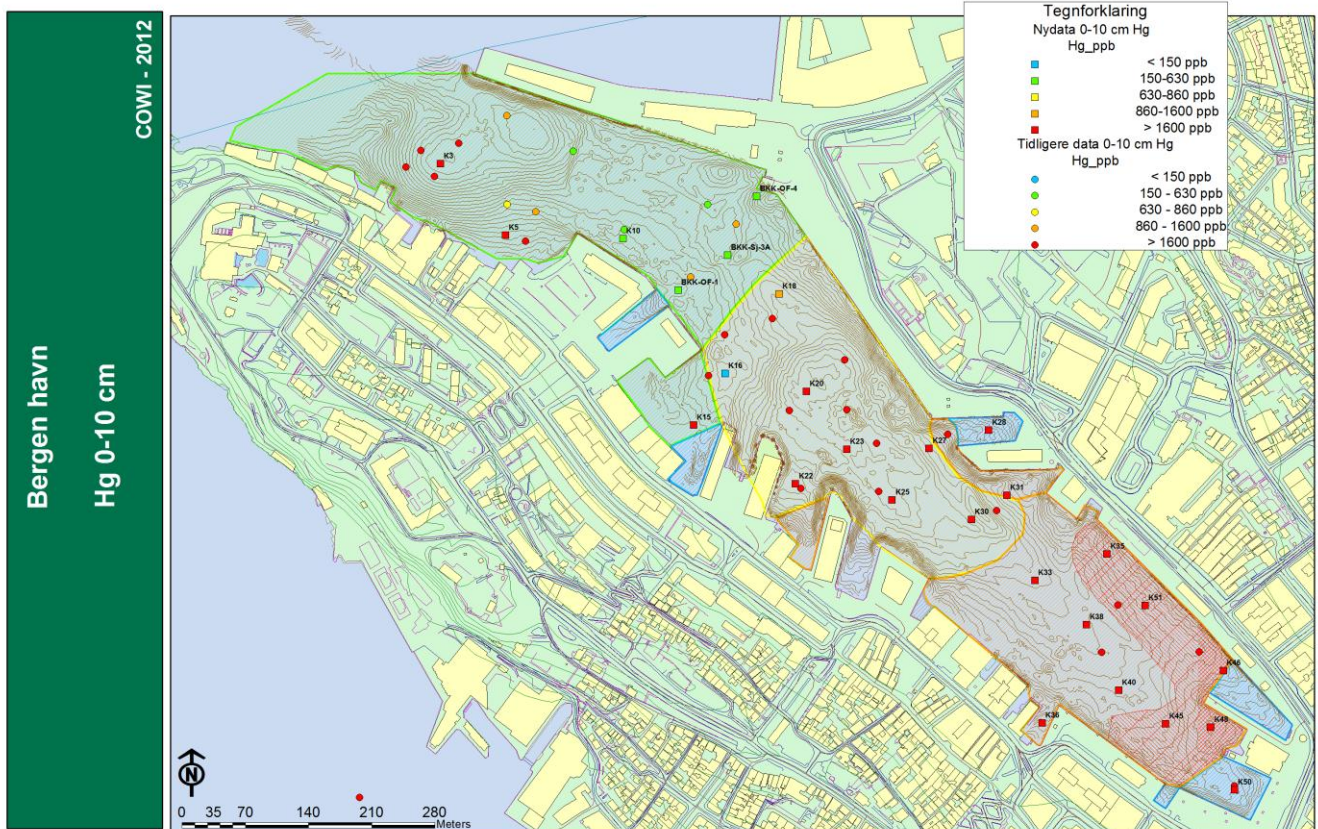 Bergen havn
Hg 0-10 cm
COWI - 2012
Tegnforklaring
Nydata 0-10 cm Hg
Hg_ppb
< 150 ppb
150-630 ppb
630-860 ppb
860-1600 ppb
> 1600 ppb
Tidligere data 0-10 cm Hg
Hg_ppb
< 150 ppb
150 - 630 ppb
630 - 860 ppb
860 - 1600 ppb
> 1600 ppb
K3
BKK-OF-4
K5
K10
BKK-Sj-3A
BKK-OF-1
K18
K16
K20
K15
K28
K23
K27
K22
K25
K31
K30
K35
K33
K51
K38
K46
K40
K36
K45
K49
K50
N
0 35 70 140 210 280
Meters